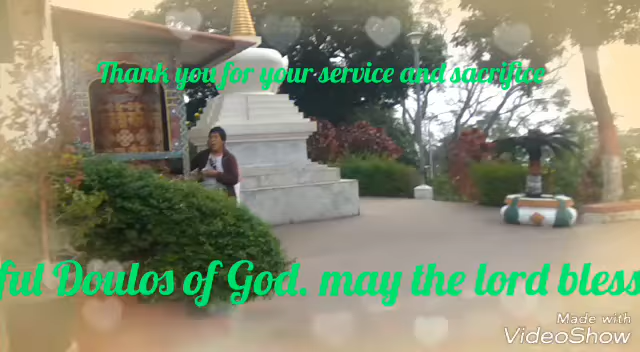 Thank you for your service and sacrifice
ful Doulos of God. may the lord bless
Made with
VideoShow